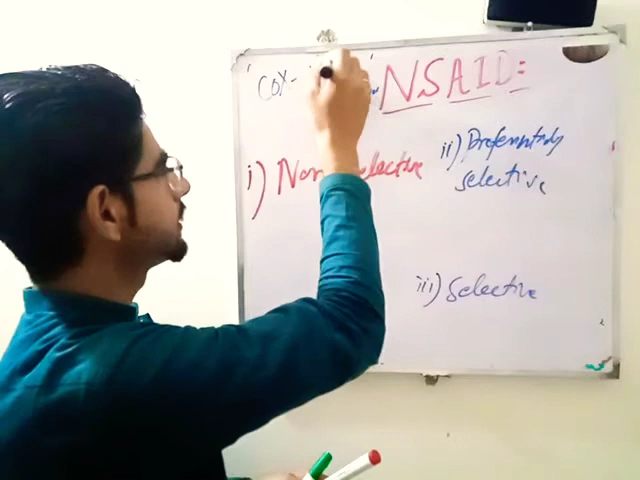 COX- NSAID:
i) Non selective
ii) Preferentially
selective
iii) Selective